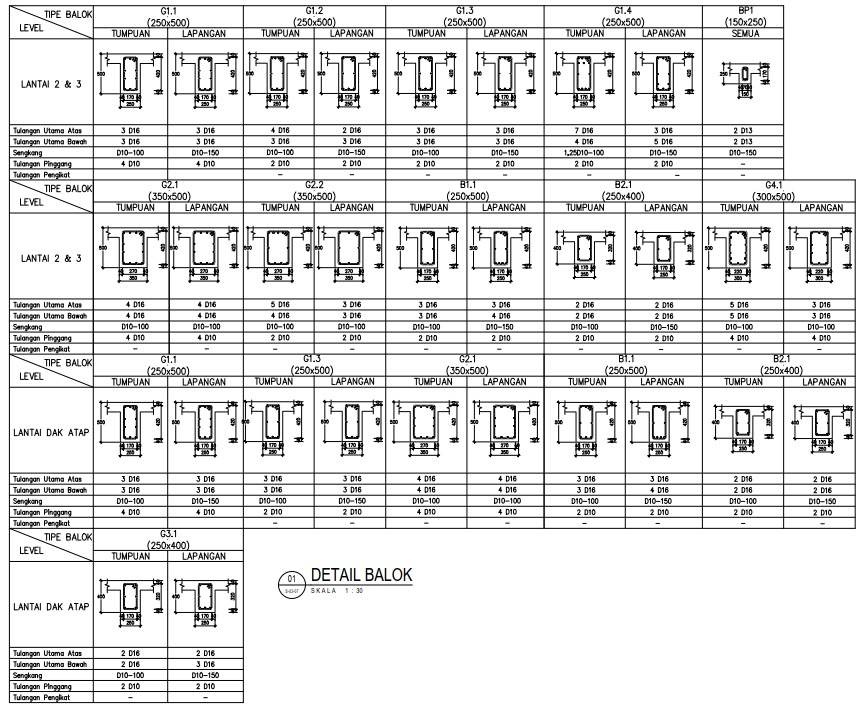 TIPE BALOK G1.1 G1.2 G1.3 G1.4 BP1
LEVEL (250x500) (250x500) (250x500) (250x500) (150x250)
TUMPUAN LAPANGAN TUMPUAN LAPANGAN TUMPUAN LAPANGAN TUMPUAN LAPANGAN SEMUA
LANTAI 2 & 3
Tulangan Utama Atas 3 D16 3 D16 4 D16 2 D16 3 D16 3 D16 7 D16 3 D16 2 D13
Tulangan Utama Bawah 3 D16 3 D16 3 D16 3 D16 3 D16 3 D16 4 D16 5 D16 2 D13
Sengkang D10-100 D10-150 D10-100 D10-150 D10-100 D10-150 1,25D10-100 D10-150 D10-150
Tulangan Pinggang 4 D10 4 D10 2 D10 2 D10 2 D10 2 D10 2 D10 2 D10 -
Tulangan Pengikat - - - - - - -
TIPE BALOK G2.1 G2.2 B1.1 B2.1 G4.1
LEVEL (350x500) (350x500) (250x500) (250x400) (300x500)
TUMPUAN LAPANGAN TUMPUAN LAPANGAN TUMPUAN LAPANGAN TUMPUAN LAPANGAN TUMPUAN LAPANGAN
LANTAI 2 & 3
Tulangan Utama Atas 4 D16 4 D16 5 D16 3 D16 3 D16 3 D16 2 D16 2 D16 5 D16 3 D16
Tulangan Utama Bawah 4 D16 4 D16 4 D16 3 D16 3 D16 4 D16 2 D16 2 D16 5 D16 3 D16
Sengkang D10-100 D10-100 D10-100 D10-100 D10-100 D10-150 D10-100 D10-150 D10-100 D10-100
Tulangan Pinggang 4 D10 4 D10 2 D10 2 D10 2 D10 2 D10 2 D10 2 D10 4 D10 4 D10
Tulangan Pengikat - - - - - - - - - -
TIPE BALOK G1.1 G1.3 G2.1 B1.1 B2.1
LEVEL (250x500) (250x500) (350x500) (250x500) (250x400)
TUMPUAN LAPANGAN TUMPUAN LAPANGAN TUMPUAN LAPANGAN TUMPUAN LAPANGAN TUMPUAN LAPANGAN
LANTAI DAK ATAP
Tulangan Utama Atas 3 D16 3 D16 3 D16 3 D16 4 D16 4 D16 3 D16 3 D16 2 D16 2 D16
Tulangan Utama Bawah 3 D16 3 D16 3 D16 3 D16 4 D16 4 D16 3 D16 4 D16 2 D16 2 D16
Sengkang D10-100 D10-150 D10-100 D10-150 D10-100 D10-100 D10-100 D10-150 D10-100 D10-150
Tulangan Pinggang 4 D10 4 D10 2 D10 2 D10 4 D10 4 D10 2 D10 2 D10 2 D10 2 D10
Tulangan Pengikat - - - - - - - -
TIPE BALOK G3.1
LEVEL (250x400)
TUMPUAN LAPANGAN
LANTAI DAK ATAP
Tulangan Utama Atas 2 D16 2 D16
Tulangan Utama Bawah 2 D16 3 D16
Sengkang D10-100 D10-150
Tulangan Pinggang 2 D10 2 D10
Tulangan Pengikat - -
01 DETAIL BALOK
SKALA 1 : 30